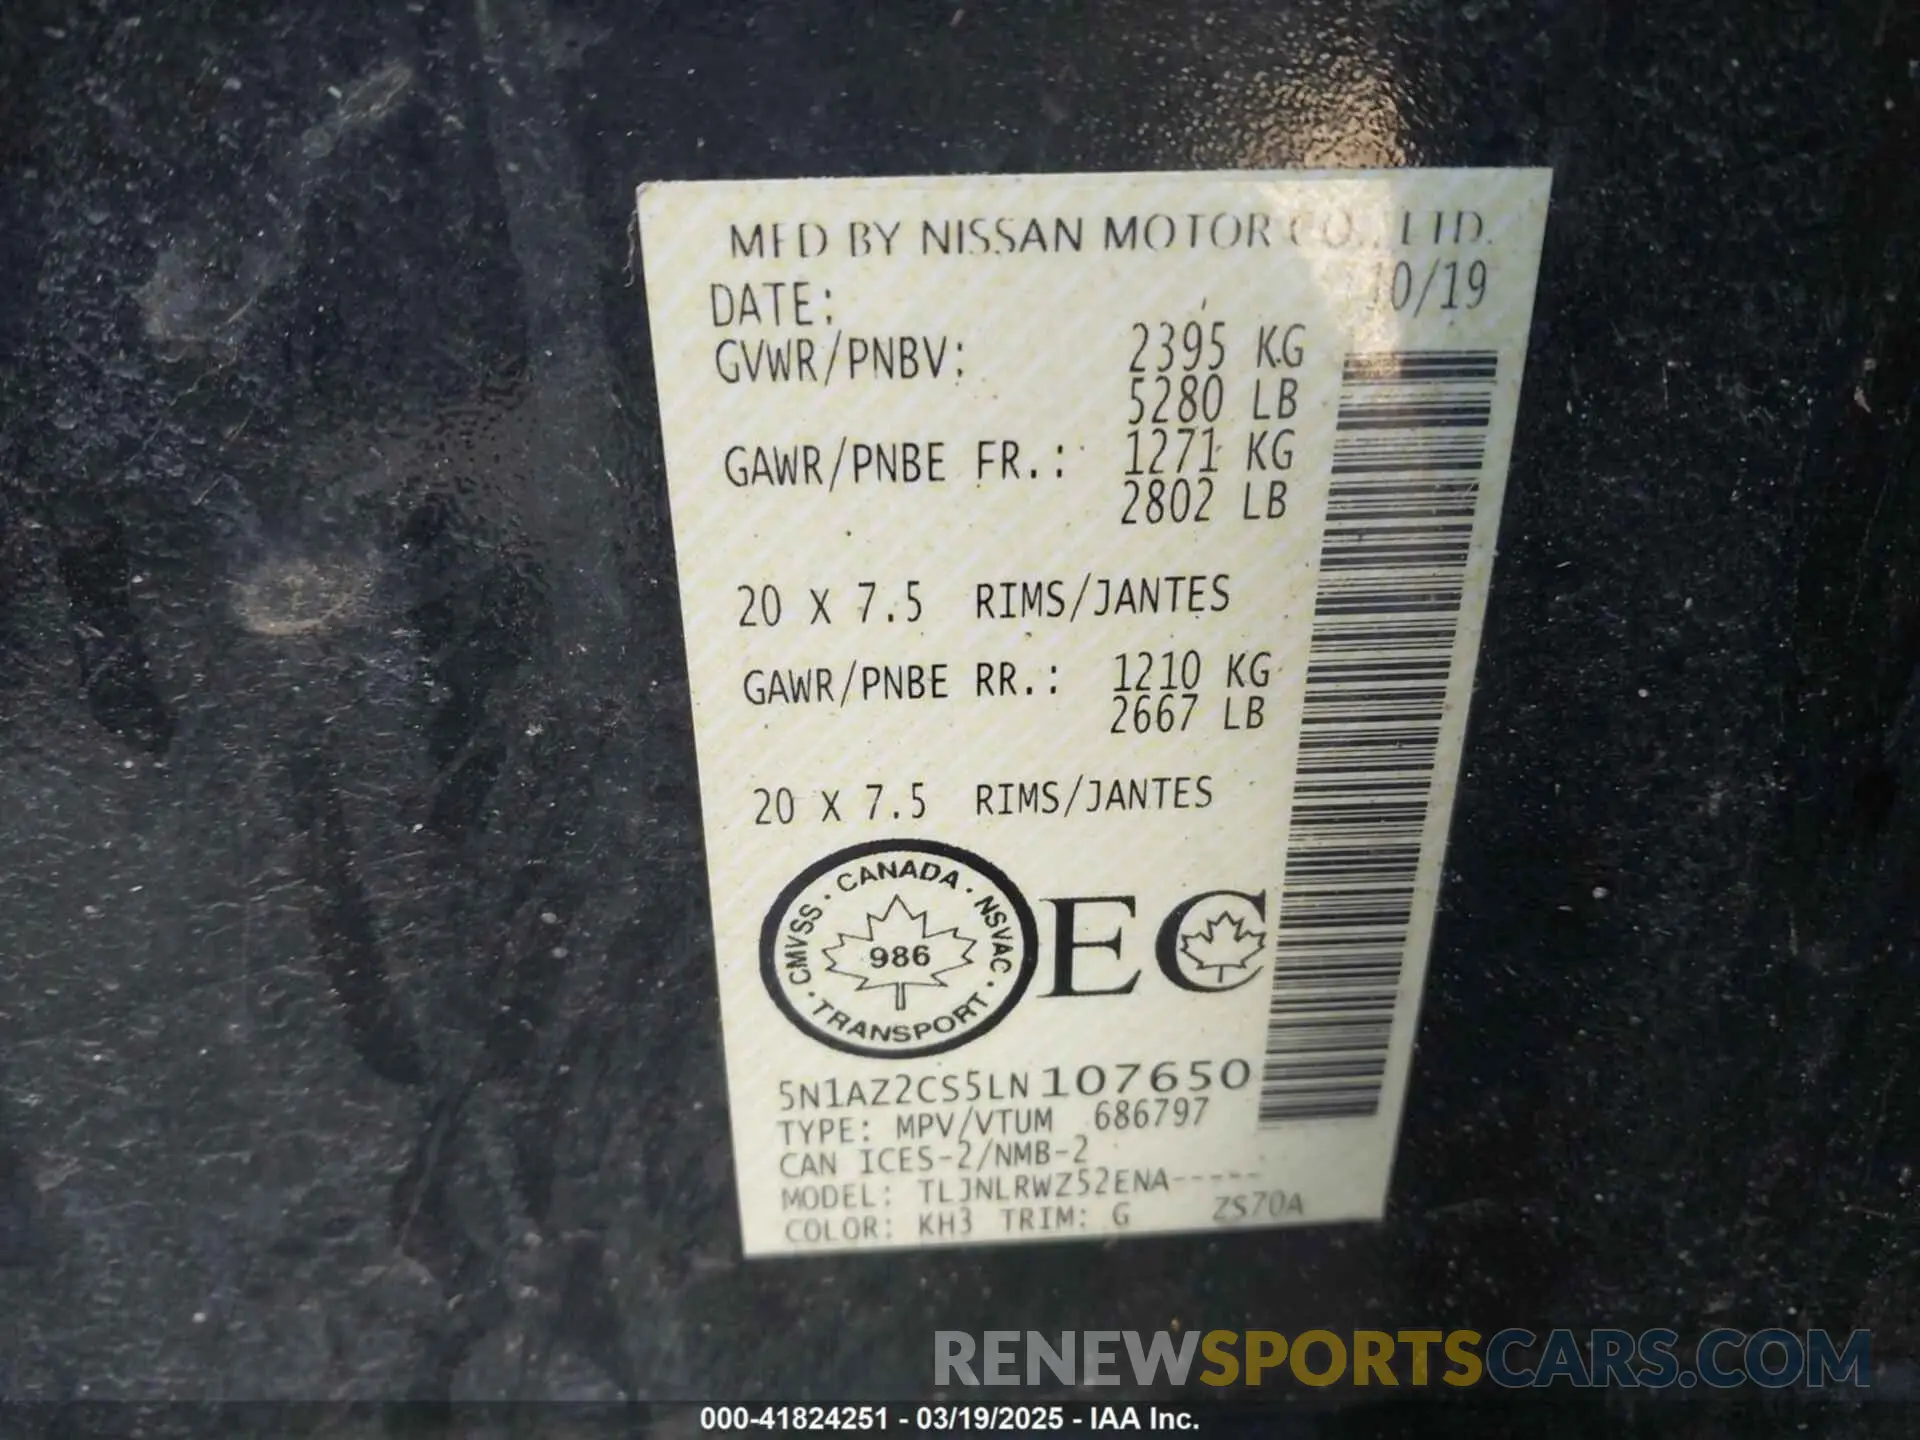 MFD BY NISSAN MOTOR CO., LTD.
DATE: 10/19
GVWR/PNBV: 2395 KG
5280 LB
GAWR/PNBE FR.: 1271 KG
2802 LB
20 X 7.5 RIMS/JANTES
GAWR/PNBE RR.: 1210 KG
2667 LB
20 X 7.5 RIMS/JANTES
CANADA · NSVAC · TRANSPORT · CMVSS ·
986
EC
5N1AZ2CS5LN107650
TYPE: MPV/VTUM 686797
CAN ICES-2/NMB-2
MODEL: TLJNLRWZ52ENA-----
COLOR: KH3 TRIM: G ZS70A
RENEWSPORTSCARS.COM
000-41824251 - 03/19/2025 - IAA Inc.